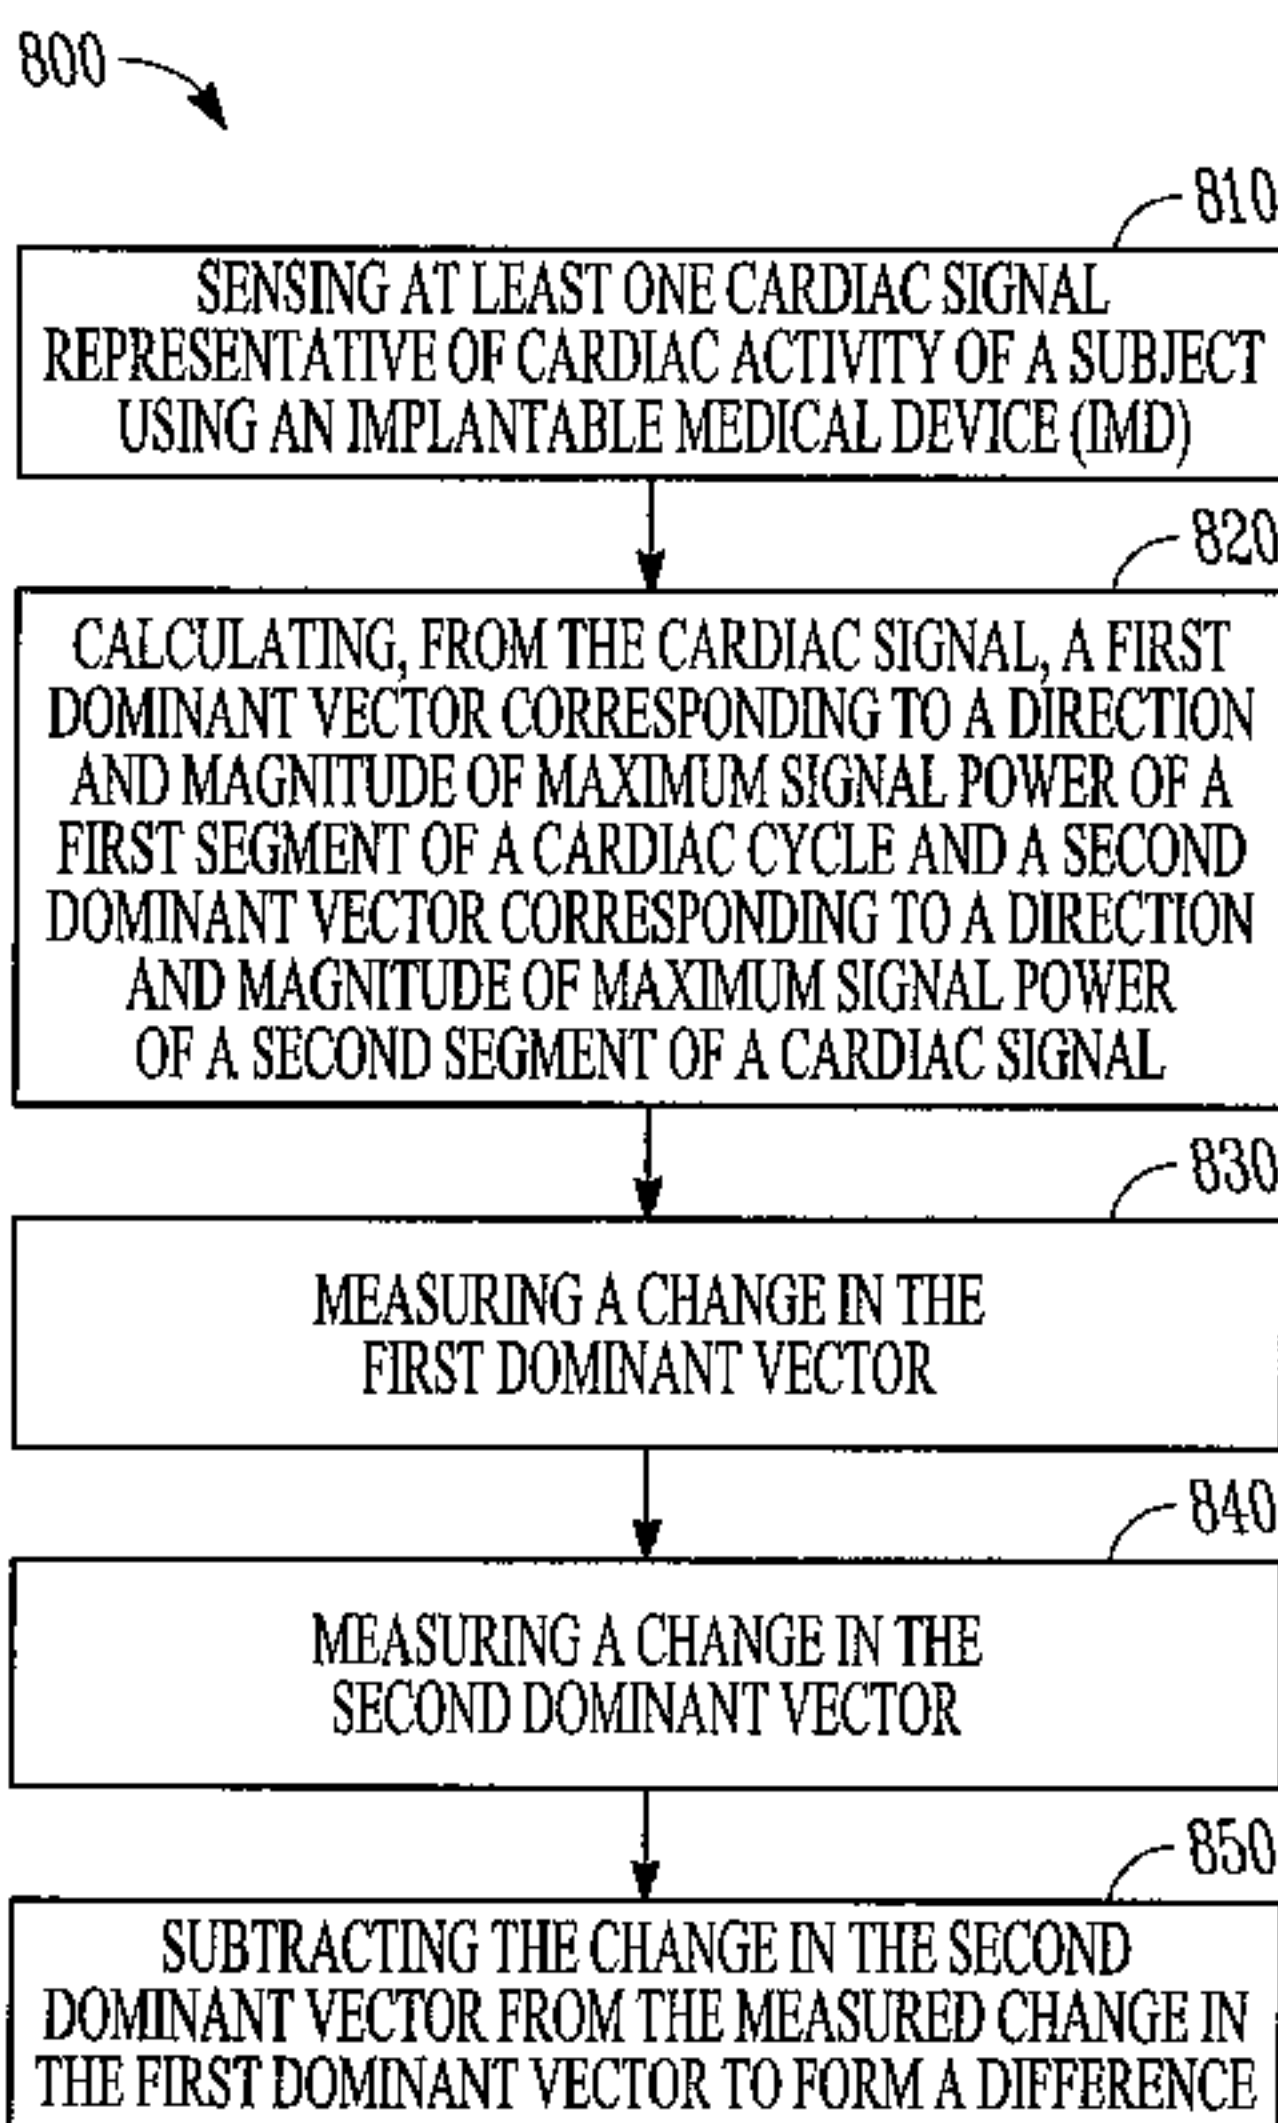 800
810
SENSING AT LEAST ONE CARDIAC SIGNAL
REPRESENTATIVE OF CARDIAC ACTIVITY OF A SUBJECT
USING AN IMPLANTABLE MEDICAL DEVICE (IMD)
820
CALCULATING, FROM THE CARDIAC SIGNAL, A FIRST
DOMINANT VECTOR CORRESPONDING TO A DIRECTION
AND MAGNITUDE OF MAXIMUM SIGNAL POWER OF A
FIRST SEGMENT OF A CARDIAC CYCLE AND A SECOND
DOMINANT VECTOR CORRESPONDING TO A DIRECTION
AND MAGNITUDE OF MAXIMUM SIGNAL POWER
OF A SECOND SEGMENT OF A CARDIAC SIGNAL
830
MEASURING A CHANGE IN THE
FIRST DOMINANT VECTOR
840
MEASURING A CHANGE IN THE
SECOND DOMINANT VECTOR
850
SUBTRACTING THE CHANGE IN THE SECOND
DOMINANT VECTOR FROM THE MEASURED CHANGE IN
THE FIRST DOMINANT VECTOR TO FORM A DIFFERENCE